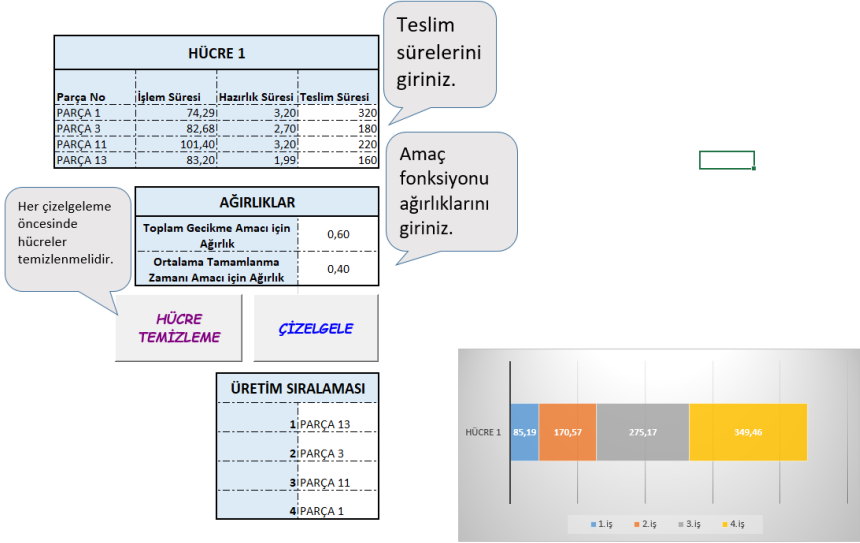 Teslim
sürelerini
giriniz.
HÜCRE 1
Parça No İşlem Süresi Hazırlık Süresi Teslim Süresi
PARÇA 1 74,29 3,20 320
PARÇA 3 82,68 2,70 180
PARÇA 11 101,40 3,20 220
PARÇA 13 83,20 1,99 160
Amaç
fonksiyonu
ağırlıklarını
giriniz.
Her çizelgeleme
öncesinde
hücreler
temizlenmelidir.
AĞIRLIKLAR
Toplam Gecikme Amacı için
Ağırlık
0,60
Ortalama Tamamlanma
Zamanı Amacı için Ağırlık
0,40
HÜCRE
TEMİZLEME
ÇİZELGELE
ÜRETİM SIRALAMASI
1 PARÇA 13
2 PARÇA 3
3 PARÇA 11
4 PARÇA 1
HÜCRE 1 85,19 170,57 275,17 349,46
1.iş 2.iş 3.iş 4.iş